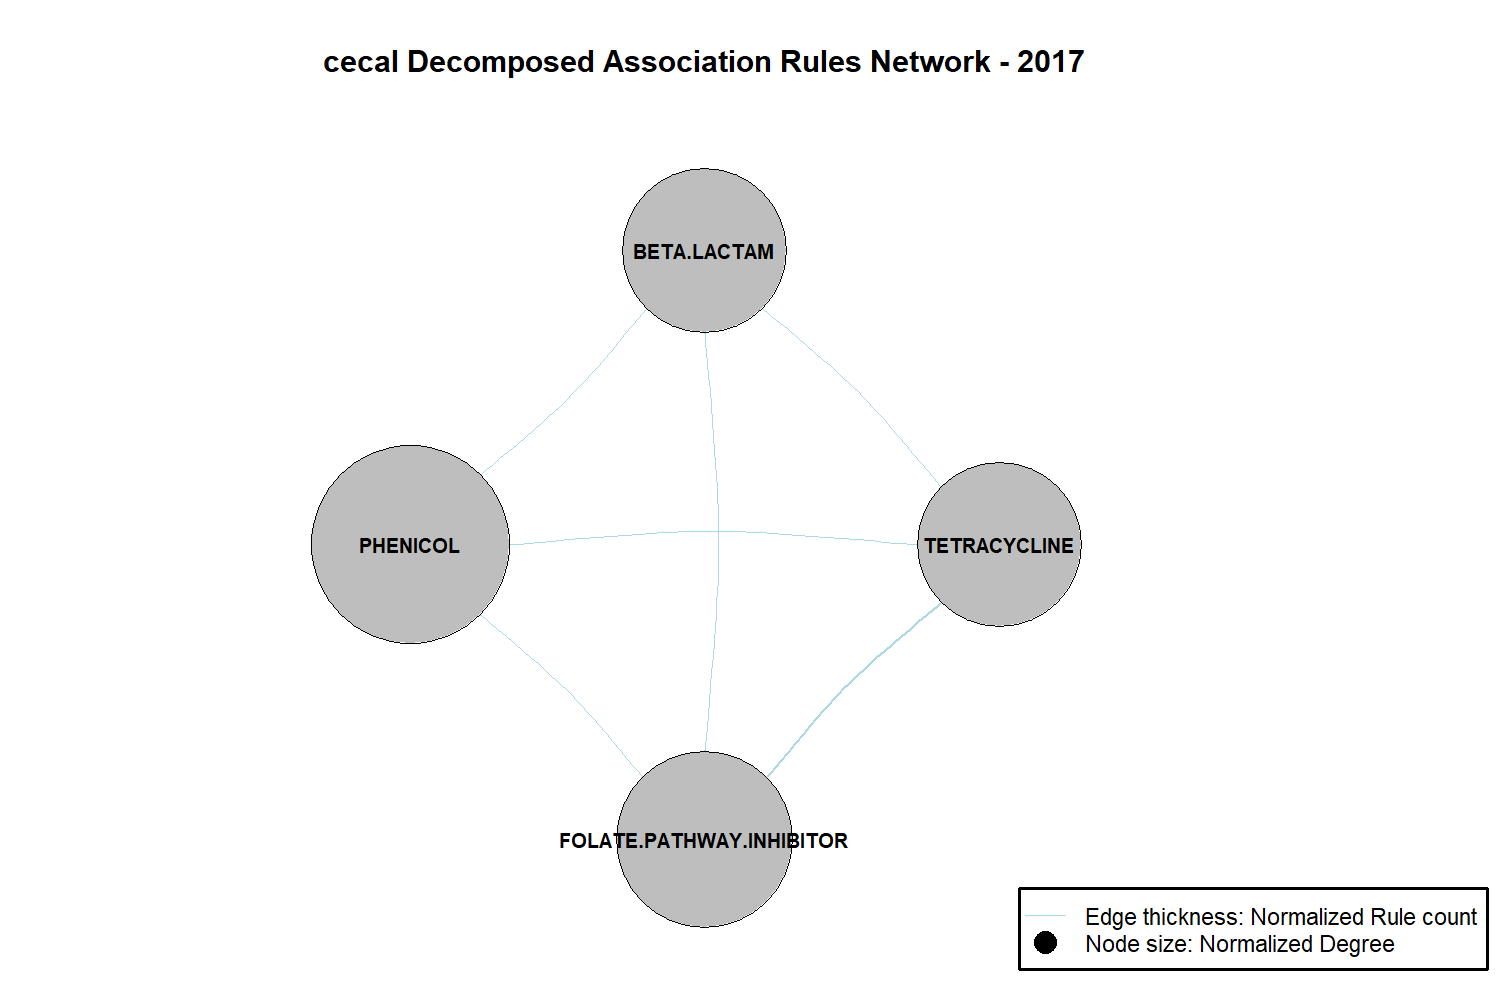 cecal Decomposed Association Rules Network - 2017
BETA.LACTAM
PHENICOL
TETRACYCLINE
FOLATE.PATHWAY.INHIBITOR
Edge thickness: Normalized Rule count
Node size: Normalized Degree